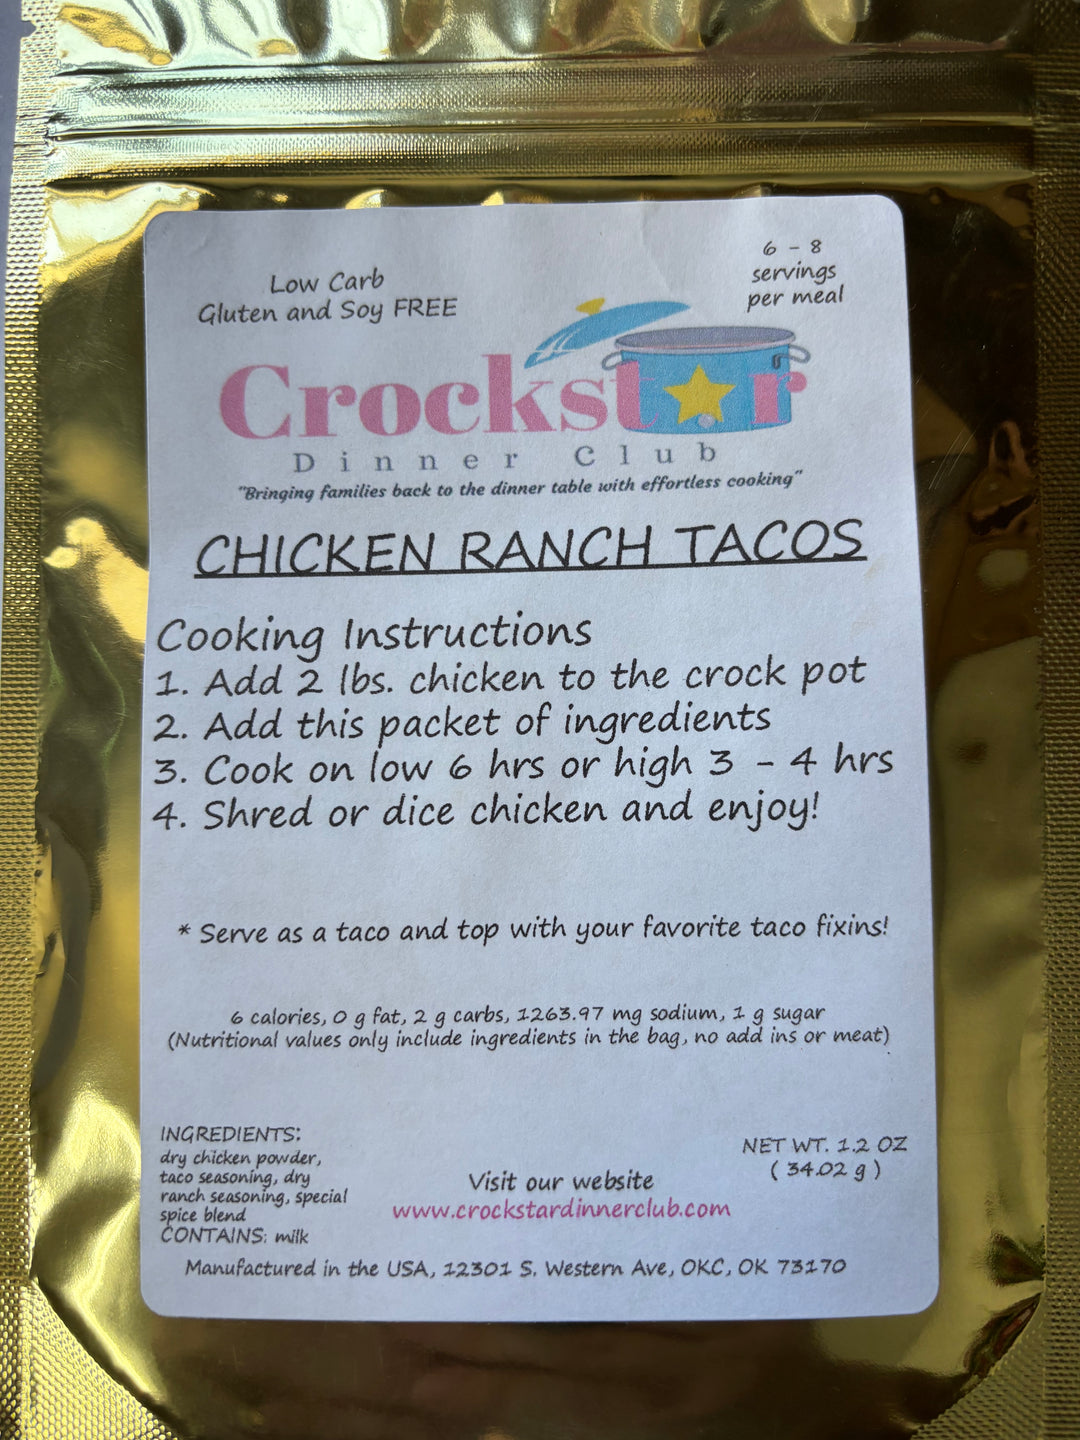 Low Carb
Gluten and Soy FREE
6 - 8
servings
per meal
Crockstar
Dinner Club
"Bringing families back to the dinner table with effortless cooking"
CHICKEN RANCH TACOS
Cooking Instructions
1. Add 2 lbs. chicken to the crock pot
2. Add this packet of ingredients
3. Cook on low 6 hrs or high 3 - 4 hrs
4. Shred or dice chicken and enjoy!
* Serve as a taco and top with your favorite taco fixins!
6 calories, 0 g fat, 2 g carbs, 1263.97 mg sodium, 1 g sugar
(Nutritional values only include ingredients in the bag, no add ins or meat)
INGREDIENTS:
dry chicken powder,
taco seasoning, dry
ranch seasoning, special
spice blend
CONTAINS: milk
Visit our website
www.crockstardinnerclub.com
NET WT. 1.2 OZ
( 34.02 g )
Manufactured in the USA, 12301 S. Western Ave, OKC, OK 73170